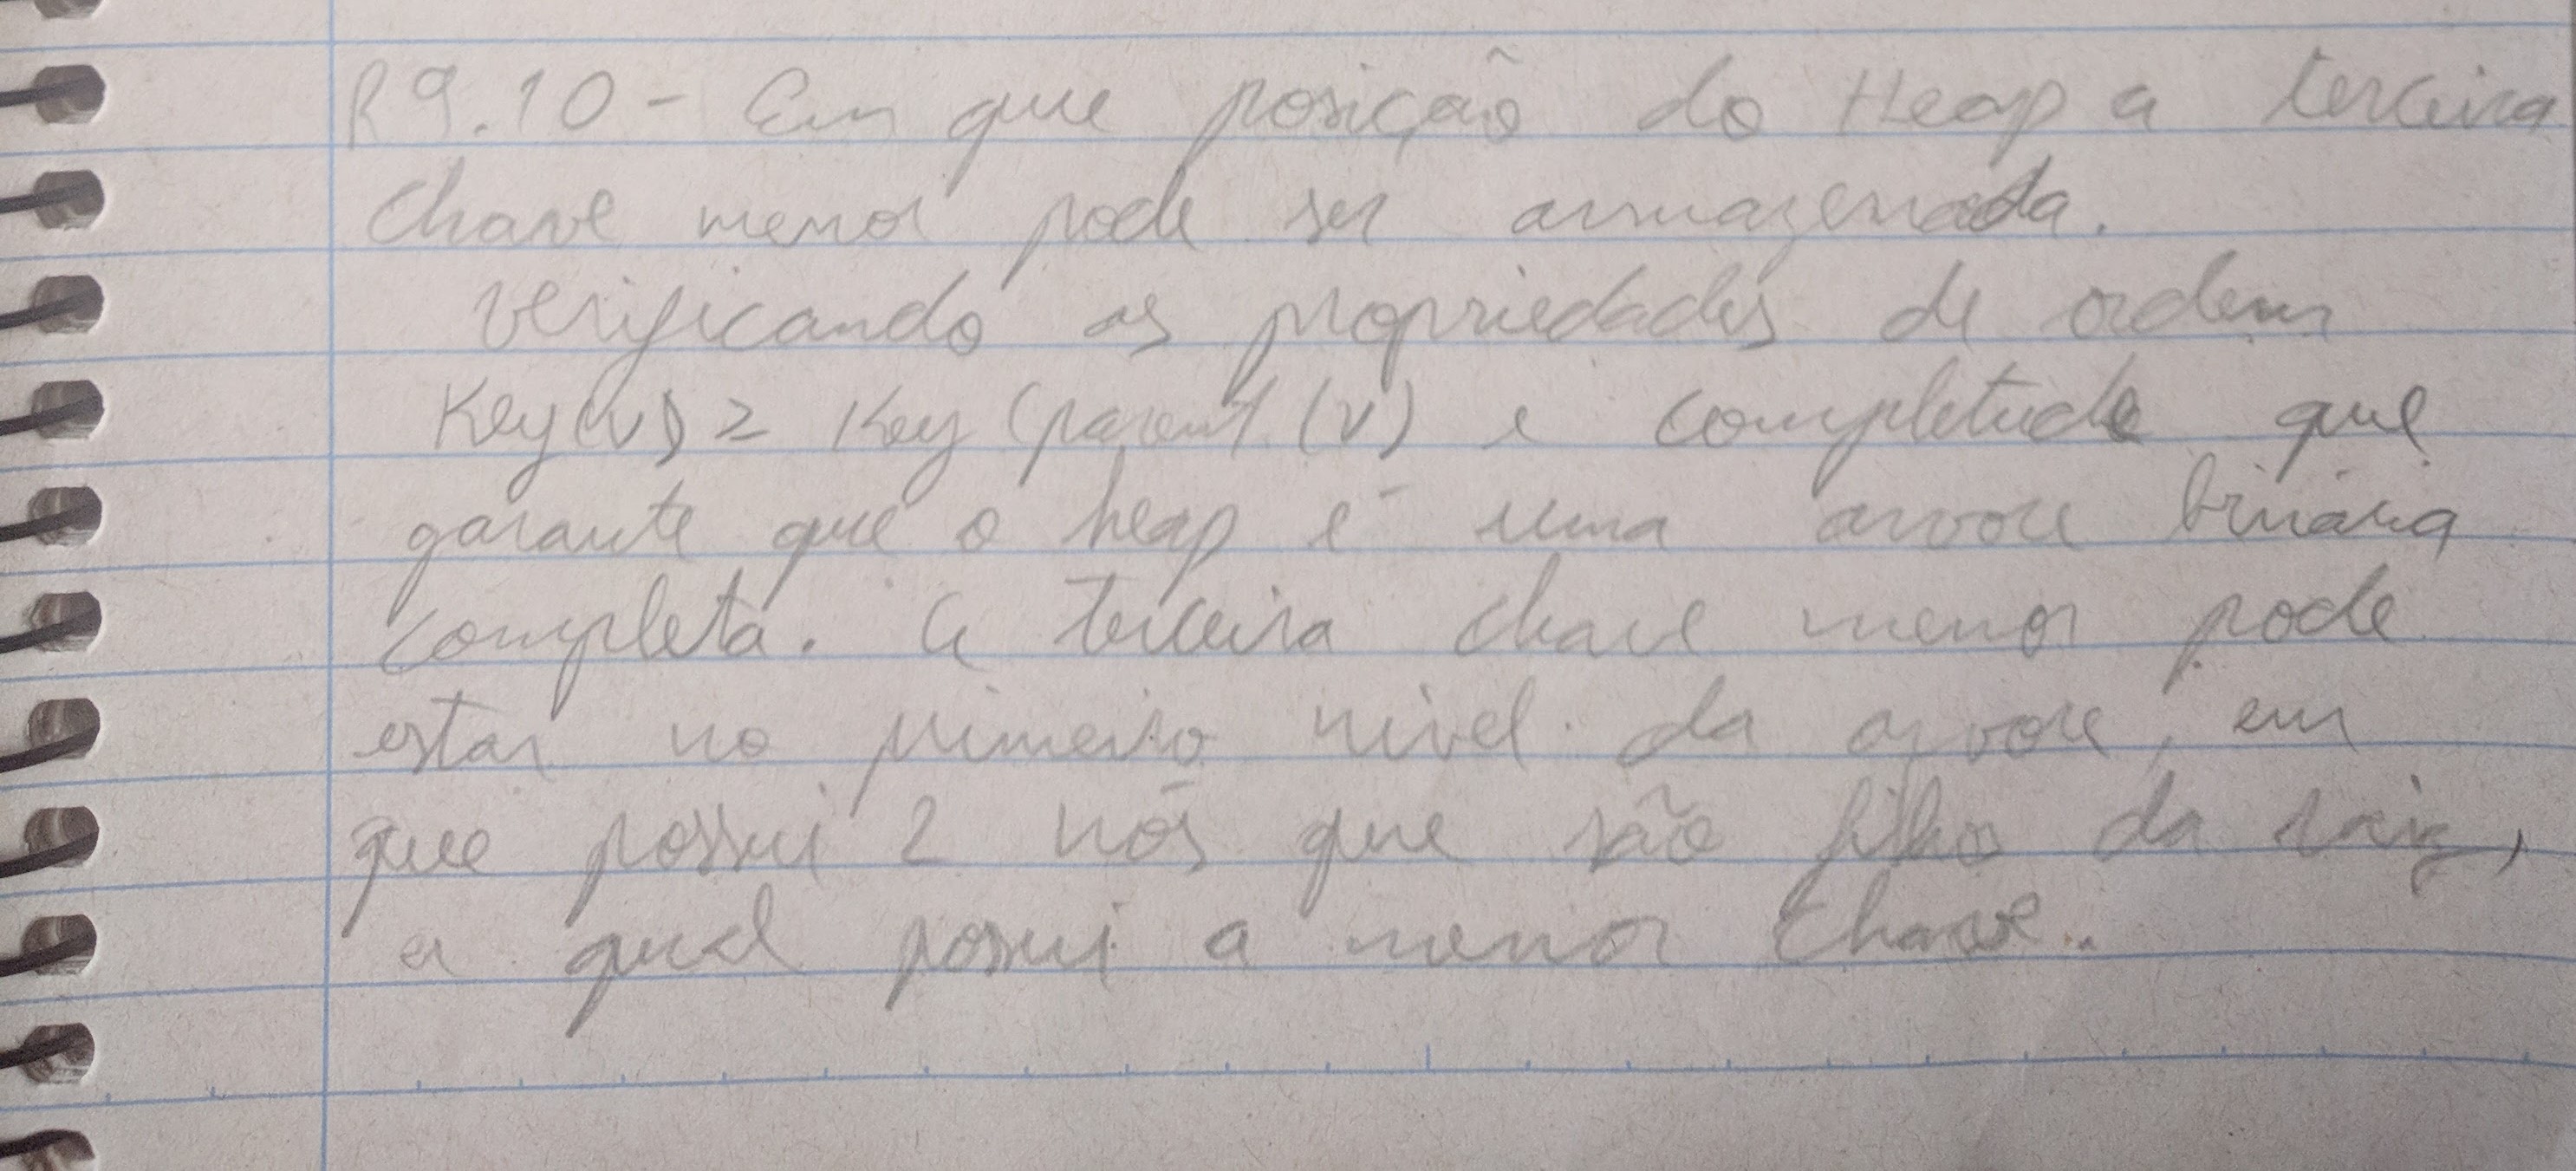 R9.10 - Em que posição do Heap a terceira
chave menor pode ser armazenada.
verificando as propriedades de ordem
Key(v) ≥ Key (parent (v) e completude que
garante que o heap é uma arvore binária
completa. a terceira chave menor pode
estar no primeiro nivel da arvore, em
que possui 2 nós que são filho da raiz,
a qual possui a menor chave.